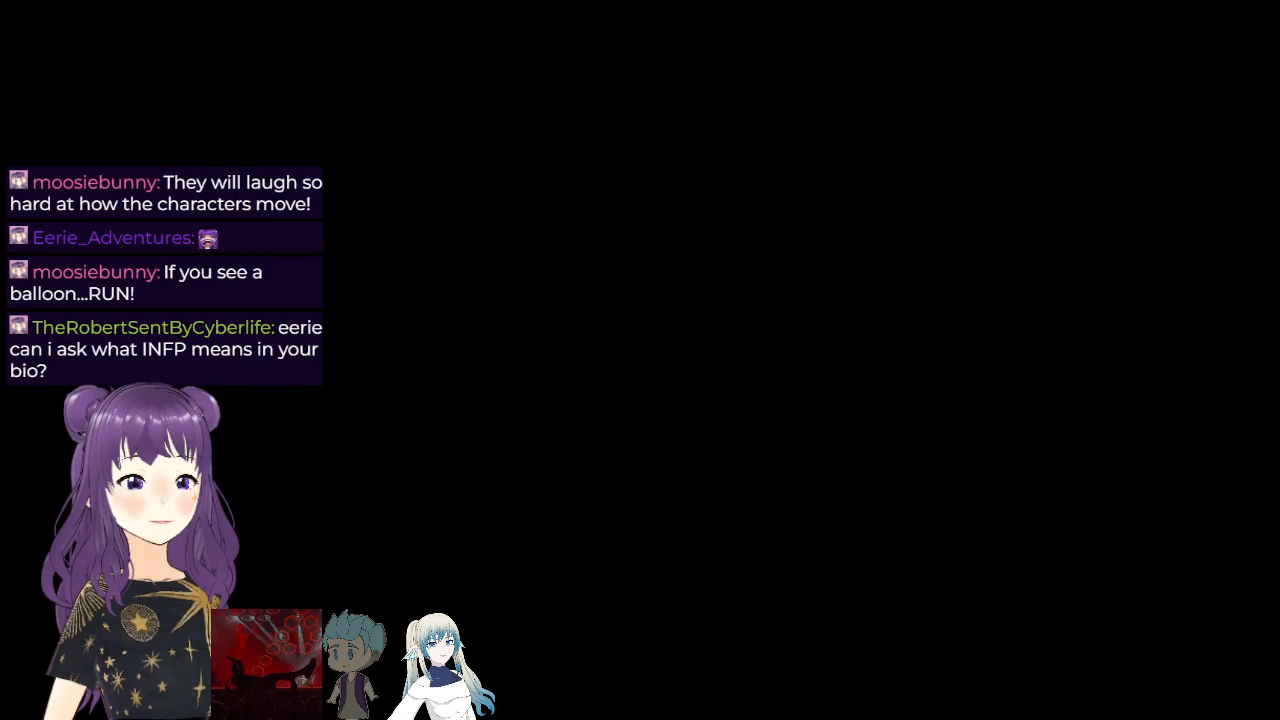 moosiebunny: They will laugh so
hard at how the characters move!
Eerie_Adventures:
moosiebunny: If you see a
balloon...RUN!
TheRobertSentByCyberlife: eerie
can i ask what INFP means in your
bio?